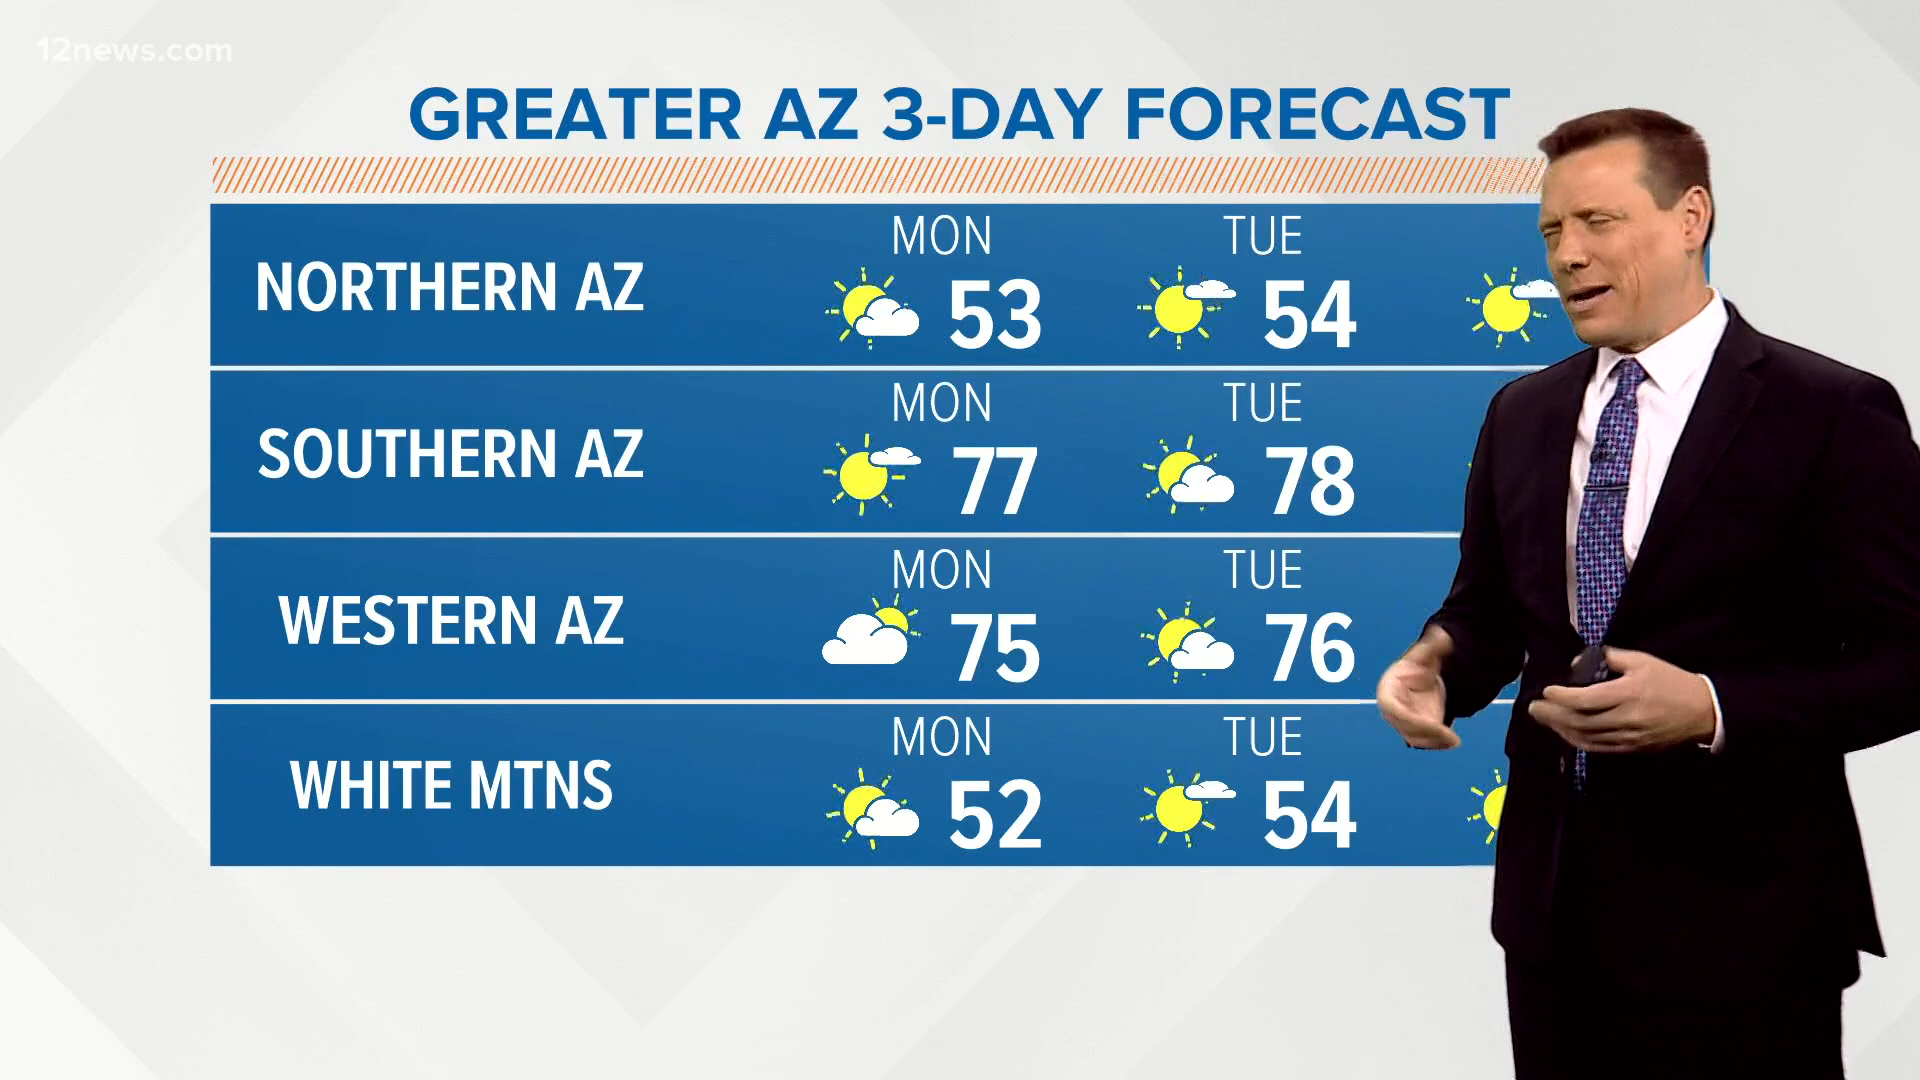 12news.com
GREATER AZ 3-DAY FORECAST
NORTHERN AZ
MON
53
TUE
54
SOUTHERN AZ
MON
77
TUE
78
WESTERN AZ
MON
75
TUE
76
WHITE MTNS
MON
52
TUE
54